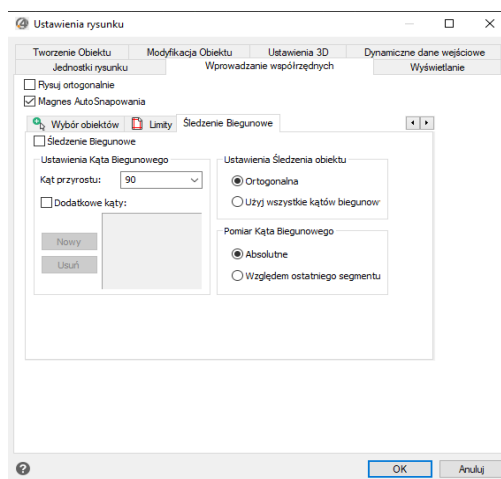 Ustawienia rysunku
Tworzenie Obiektu
Modyfikacja Obiektu
Ustawienia 3D
Dynamiczne dane wejściowe
Jednostki rysunku
Wprowadzanie współrzędnych
Wyświetlanie
Rysuj ortogonalnie
Magnes AutoSnapowania
Wybór obiektów
Limity
Śledzenie Biegunowe
Śledzenie Biegunowe
Ustawienia Kąta Biegunowego
Kąt przyrostu:
90
Dodatkowe kąty:
Nowy
Usuń
Ustawienia Śledzenia obiektu
Ortogonalna
Użyj wszystkie kątów biegunow
Pomiar Kąta Biegunowego
Absolutne
Względem ostatniego segmentu
OK
Anuluj